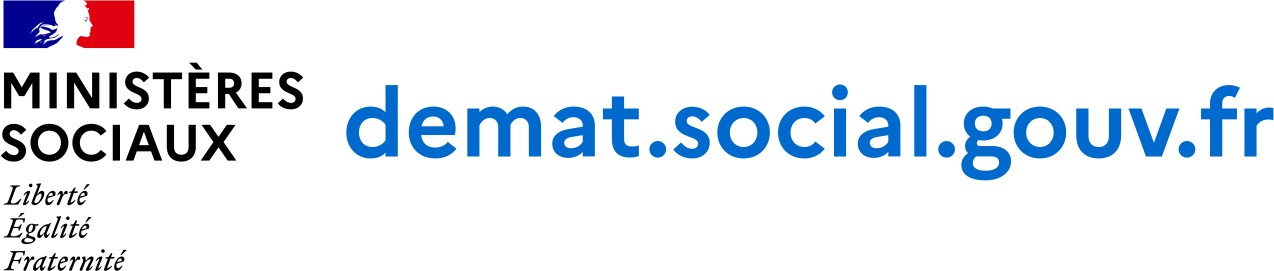 MINISTÈRES
SOCIAUX
Liberté
Égalité
Fraternité
demat.social.gouv.fr